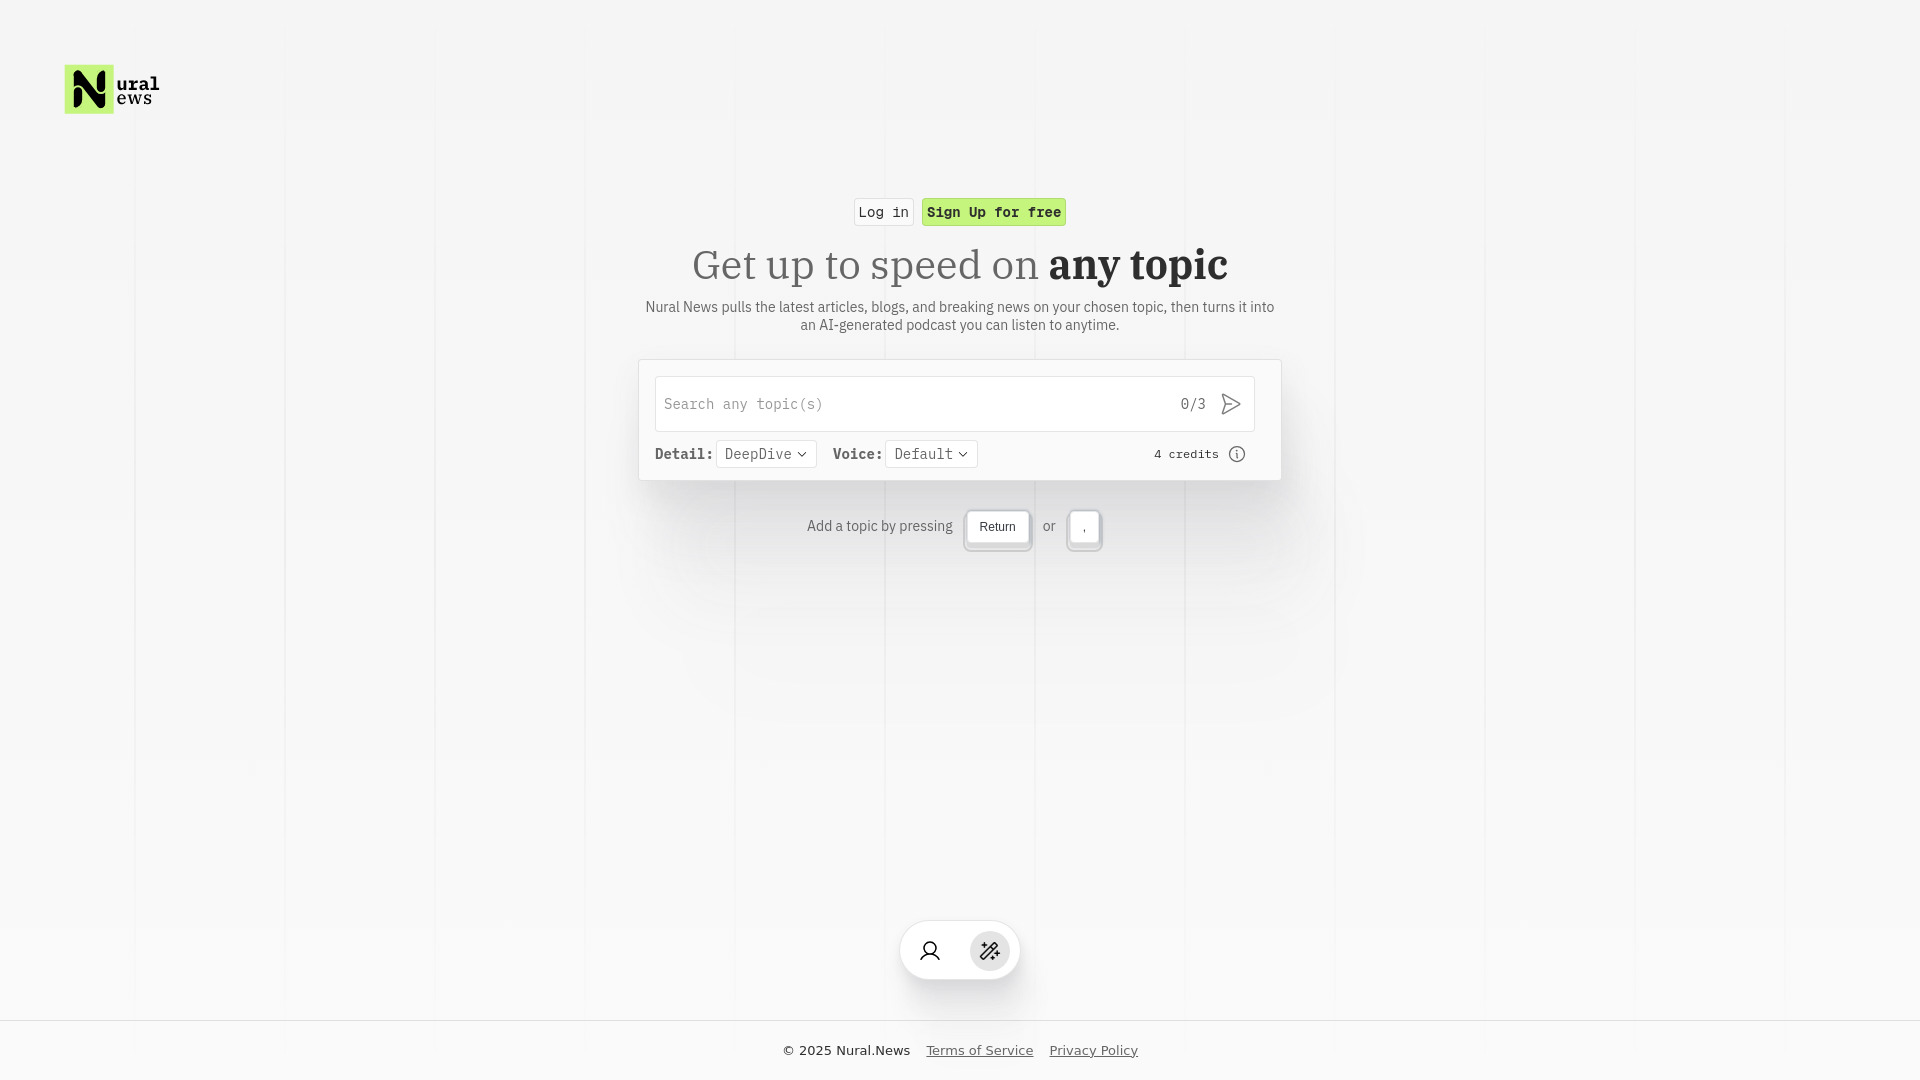 Nural
News
Log in
Sign Up for free
Get up to speed on any topic
Nural News pulls the latest articles, blogs, and breaking news on your chosen topic, then turns it into
an AI-generated podcast you can listen to anytime.
Search any topic(s)
0/3
Detail: DeepDive Voice: Default 4 credits
Add a topic by pressing Return or ,
© 2025 Nural.News Terms of Service Privacy Policy